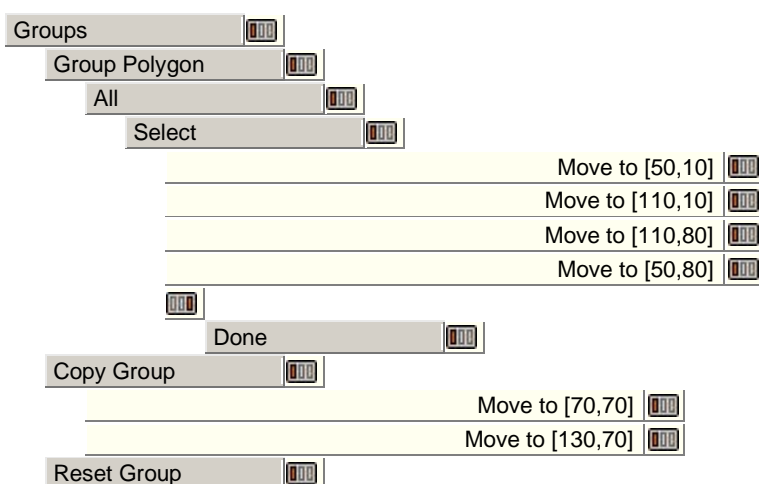 Groups
Group Polygon
All
Select
Move to [50,10]
Move to [110,10]
Move to [110,80]
Move to [50,80]
Done
Copy Group
Move to [70,70]
Move to [130,70]
Reset Group